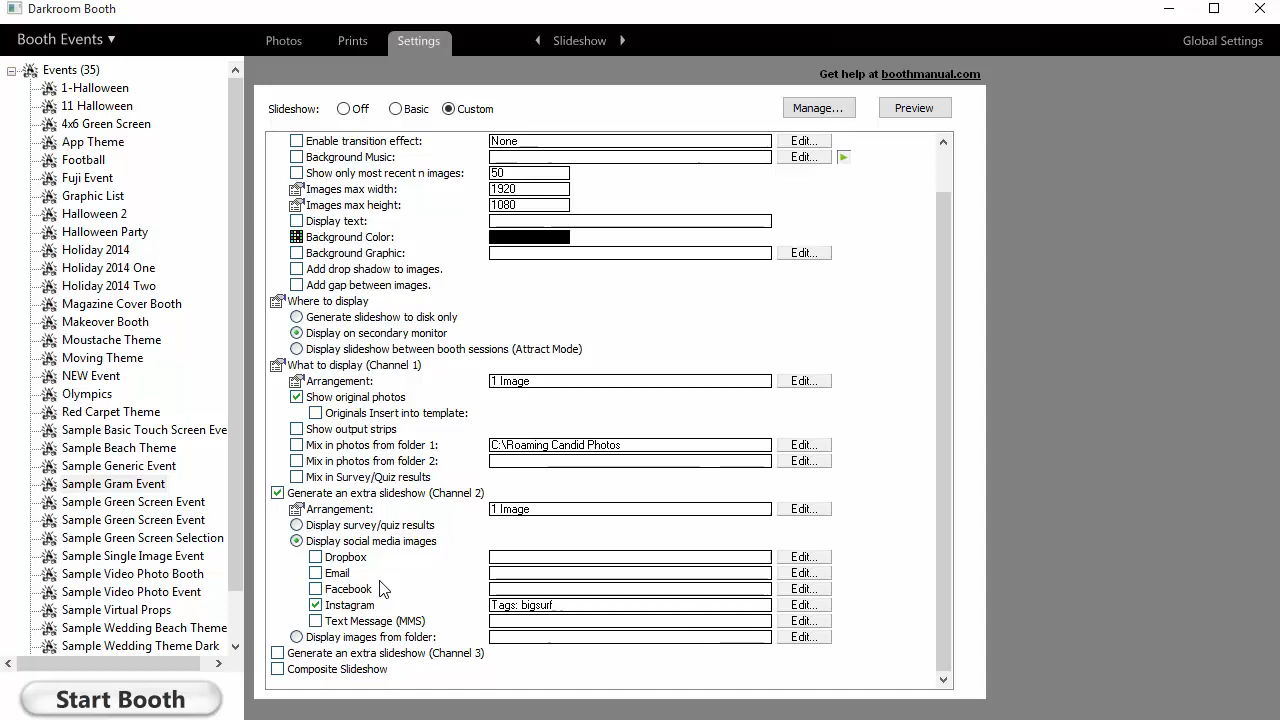 Darkroom Booth
Booth Events ▾
Photos
Prints
Settings
Slideshow
Global Settings
Events (35)
1-Halloween
11 Halloween
4x6 Green Screen
App Theme
Football
Fuji Event
Graphic List
Halloween 2
Halloween Party
Holiday 2014
Holiday 2014 One
Holiday 2014 Two
Magazine Cover Booth
Makeover Booth
Moustache Theme
Moving Theme
NEW Event
Olympics
Red Carpet Theme
Sample Basic Touch Screen Eve
Sample Beach Theme
Sample Generic Event
Sample Gram Event
Sample Green Screen Event
Sample Green Screen Event
Sample Green Screen Selection
Sample Single Image Event
Sample Video Photo Booth
Sample Video Photo Event
Sample Virtual Props
Sample Wedding Beach Theme
Sample Wedding Theme Dark
Start Booth
Get help at boothmanual.com
Slideshow: Off Basic Custom Manage... Preview
Enable transition effect: None Edit...
Background Music: Edit...
Show only most recent n images: 50
Images max width: 1920
Images max height: 1080
Display text:
Background Color:
Background Graphic: Edit...
Add drop shadow to images.
Add gap between images.
Where to display
Generate slideshow to disk only
Display on secondary monitor
Display slideshow between booth sessions (Attract Mode)
What to display (Channel 1)
Arrangement: 1 Image Edit...
Show original photos
Originals Insert into template:
Show output strips
Mix in photos from folder 1: C:\Roaming Candid Photos Edit...
Mix in photos from folder 2: Edit...
Mix in Survey/Quiz results
Generate an extra slideshow (Channel 2)
Arrangement: 1 Image Edit...
Display survey/quiz results
Display social media images
Dropbox Edit...
Email Edit...
Facebook Edit...
Instagram Tags: bigsurf Edit...
Text Message (MMS) Edit...
Display images from folder: Edit...
Generate an extra slideshow (Channel 3)
Composite Slideshow